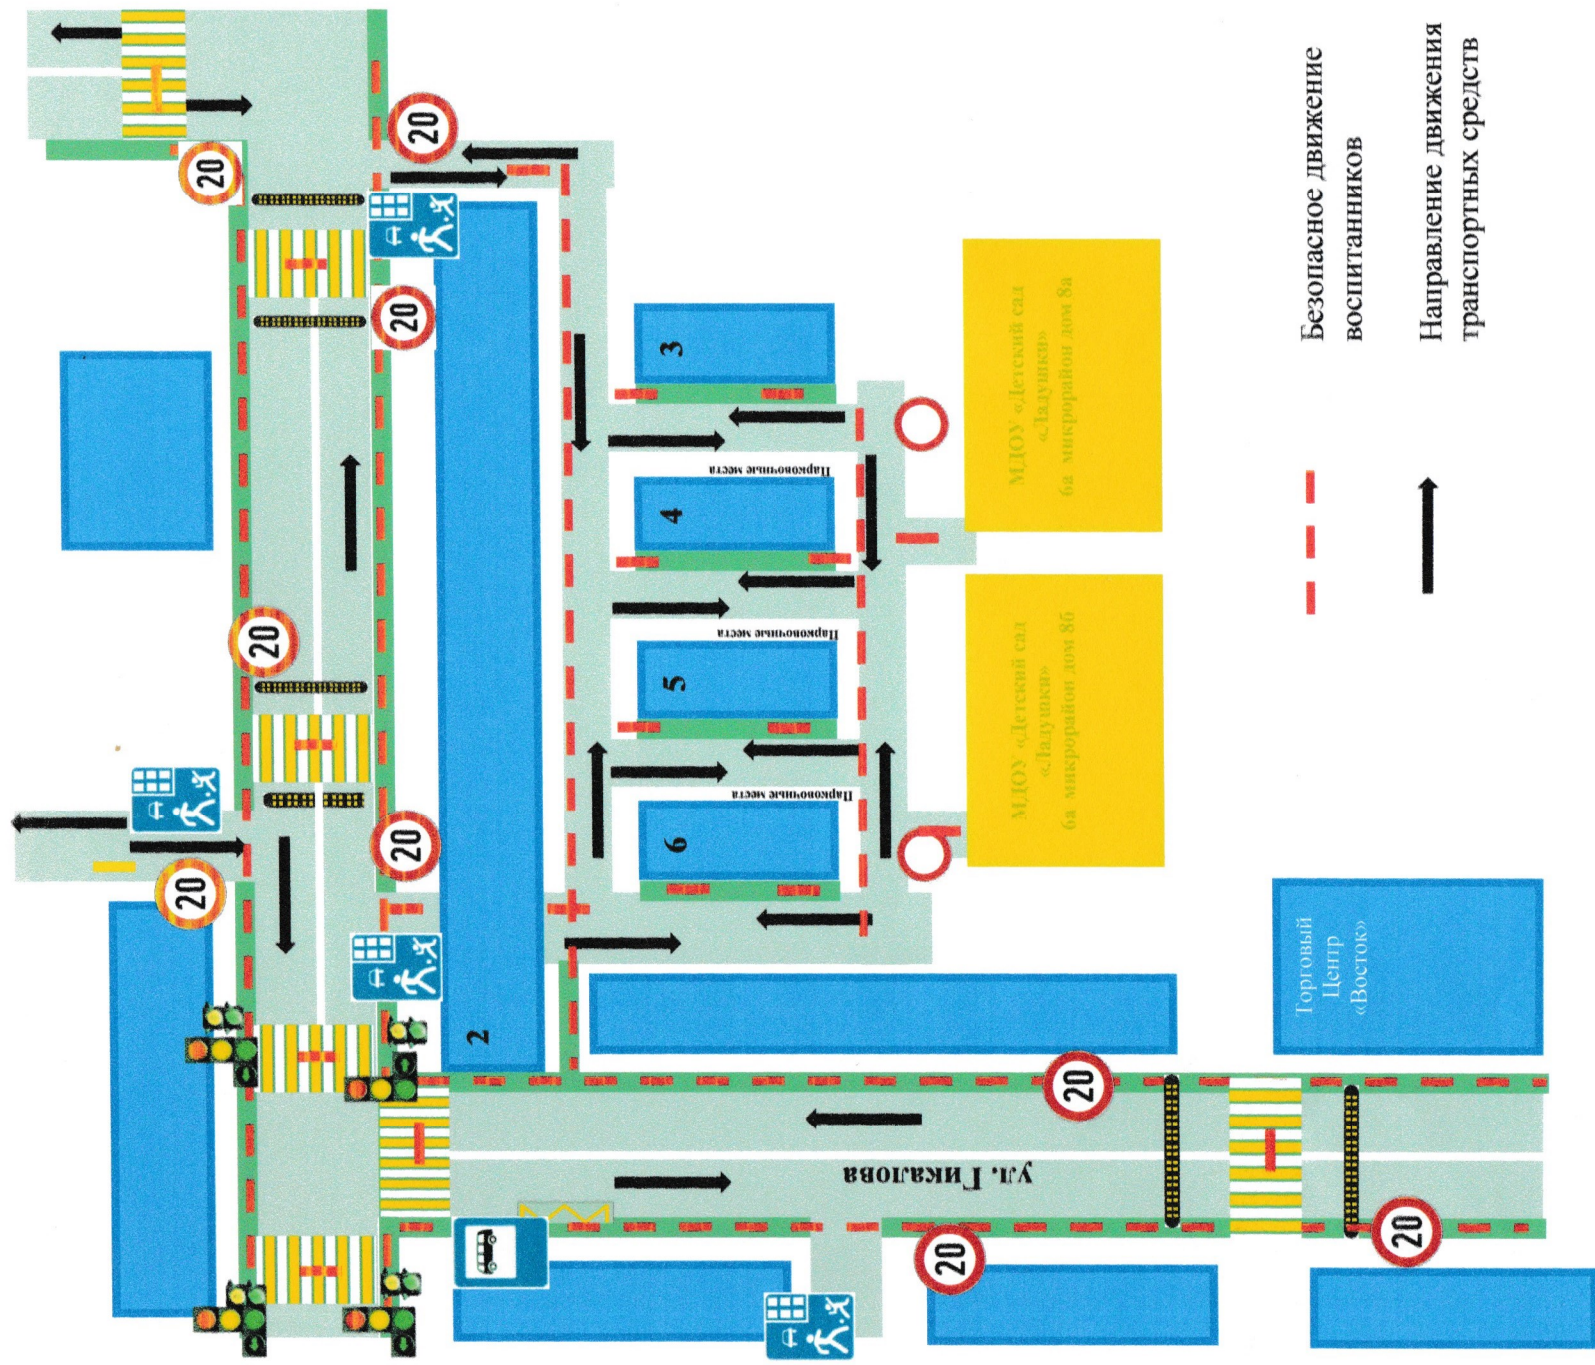 20
20
20
20
20
20
20
20
20
20
2
3
4
5
6
Парковочные места
Парковочные места
Парковочные места
МДОУ «Детский сад
«Ладушки»
6а микрорайон дом 8а
МДОУ «Детский сад
«Ладушки»
6а микрорайон дом 8б
ул. Гикалова
Торговый
Центр
«Восток»
Безопасное движение
воспитанников
Направление движения
транспортных средств